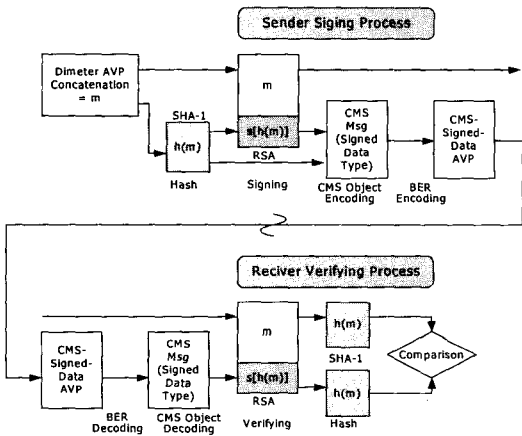 Sender Siging Process
Dimeter AVP
Concatenation
= m
m
SHA-1
s[h(m)]
h(m)
RSA
Hash
Signing
CMS
Msg
(Signed
Data
Type)
CMS Object
Encoding
BER
Encoding
CMS-
Signed-
Data
AVP
Reciver Verifying Process
CMS-
Signed-
Data
AVP
BER
Decoding
CMS
Msg
(Signed
Data
Type)
CMS Object
Decoding
m
s[h(m)]
RSA
Verifying
h(m)
SHA-1
h(m)
Hash
Comparison